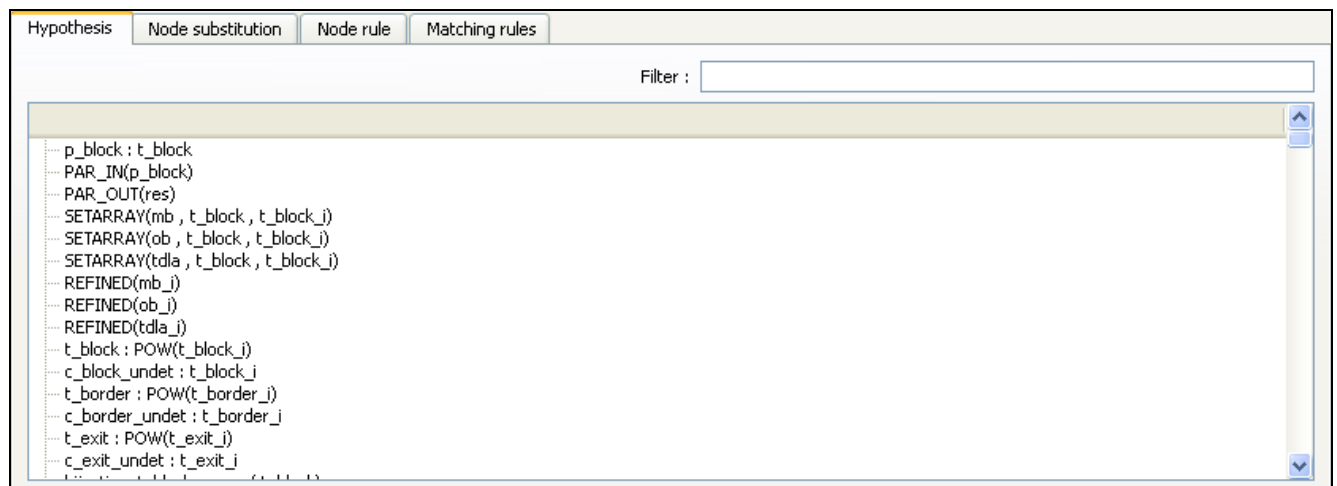 Hypothesis Node substitution Node rule Matching rules
Filter :
p_block : t_block
PAR_IN(p_block)
PAR_OUT(res)
SETARRAY(mb , t_block , t_block_i)
SETARRAY(ob , t_block , t_block_i)
SETARRAY(tdla , t_block , t_block_i)
REFINED(mb_i)
REFINED(ob_i)
REFINED(tdla_i)
t_block : POW(t_block_i)
c_block_undet : t_block_i
t_border : POW(t_border_i)
c_border_undet : t_border_i
t_exit : POW(t_exit_i)
c_exit_undet : t_exit_i